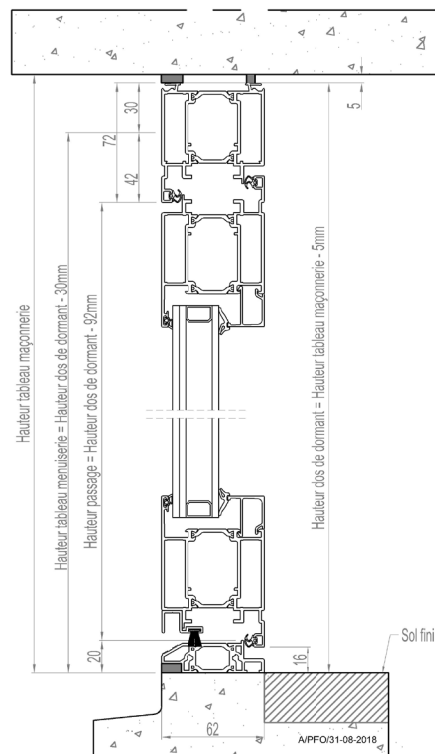 5
30
72
42
Hauteur tableau maçonnerie
Hauteur tableau menuiserie = Hauteur dos de dormant - 30mm
Hauteur passage = Hauteur dos de dormant - 92mm
Hauteur dos de dormant = Hauteur tableau maçonnerie - 5mm
Sol fini
20
16
62
A/PFO/31-08-2018